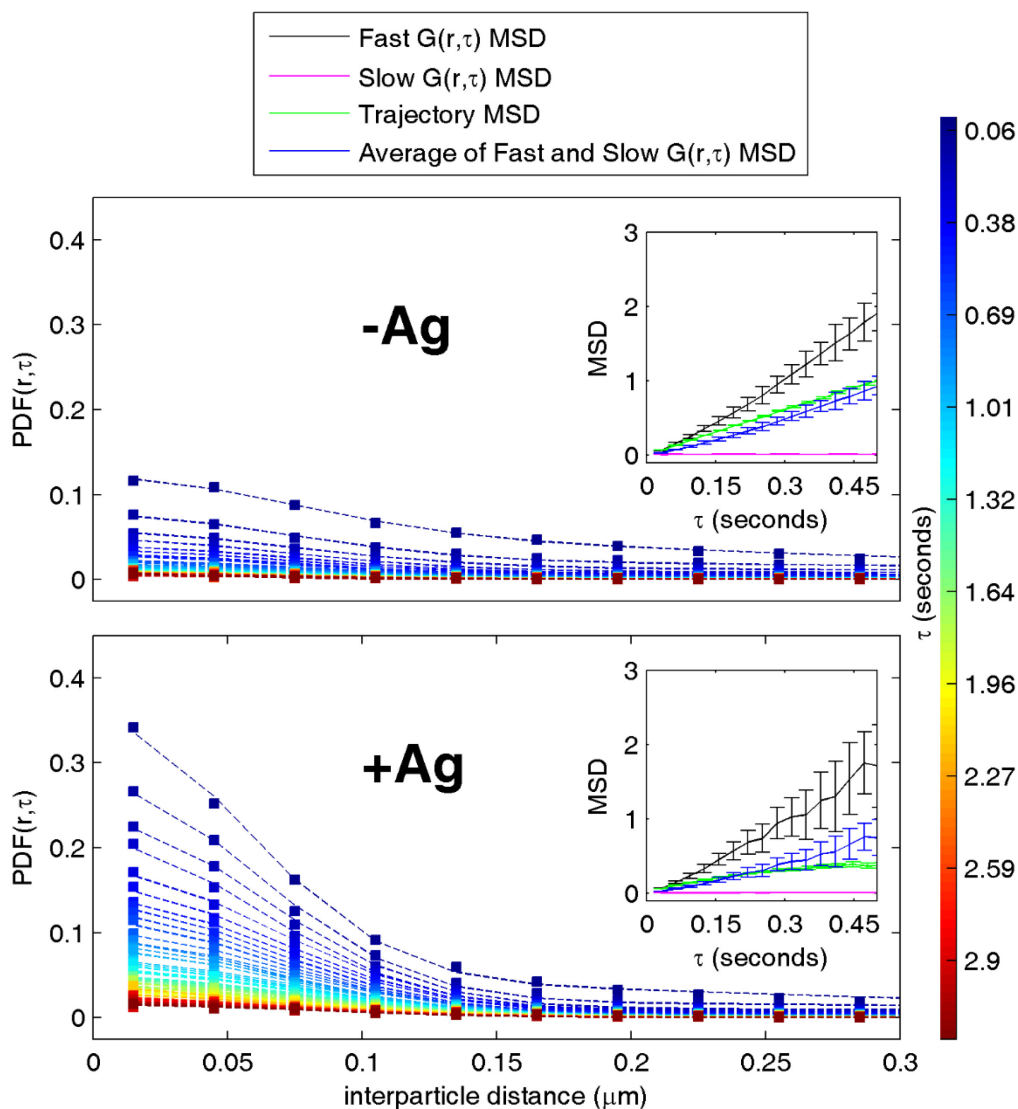 Fast G(r,τ) MSD
Slow G(r,τ) MSD
Trajectory MSD
Average of Fast and Slow G(r,τ) MSD
0.4
0.3
0.2
0.1
0
PDF(r,τ)
-Ag
3
2
1
0
MSD
0 0.15 0.3 0.45
τ (seconds)
0.4
0.3
0.2
0.1
0
PDF(r,τ)
+Ag
3
2
1
0
MSD
0 0.15 0.3 0.45
τ (seconds)
0 0.05 0.1 0.15 0.2 0.25 0.3
interparticle distance (μm)
0.06
0.38
0.69
1.01
1.32
1.64
1.96
2.27
2.59
2.9
τ (seconds)